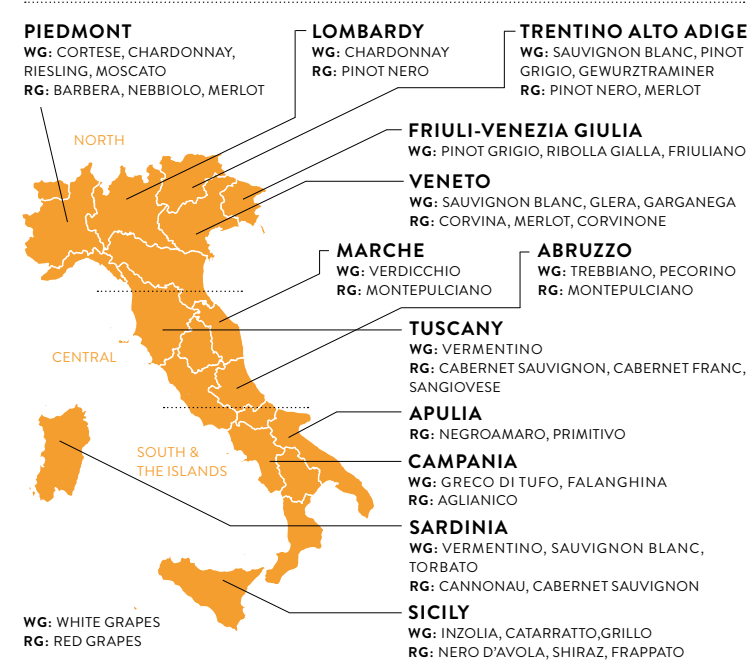 PIEDMONT
WG: CORTESE, CHARDONNAY,
RIESLING, MOSCATO
RG: BARBERA, NEBBIOLO, MERLOT
LOMBARDY
WG: CHARDONNAY
RG: PINOT NERO
TRENTINO ALTO ADIGE
WG: SAUVIGNON BLANC, PINOT
GRIGIO, GEWURZTRAMINER
RG: PINOT NERO, MERLOT
NORTH
FRIULI-VENEZIA GIULIA
WG: PINOT GRIGIO, RIBOLLA GIALLA, FRIULIANO
VENETO
WG: SAUVIGNON BLANC, GLERA, GARGANEGA
RG: CORVINA, MERLOT, CORVINONE
MARCHE
WG: VERDICCHIO
RG: MONTEPULCIANO
ABRUZZO
WG: TREBBIANO, PECORINO
RG: MONTEPULCIANO
TUSCANY
WG: VERMENTINO
RG: CABERNET SAUVIGNON, CABERNET FRANC,
SANGIOVESE
CENTRAL
APULIA
RG: NEGROAMARO, PRIMITIVO
SOUTH &
THE ISLANDS
CAMPANIA
WG: GRECO DI TUFO, FALANGHINA
RG: AGLIANICO
SARDINIA
WG: VERMENTINO, SAUVIGNON BLANC,
TORBATO
RG: CANNONAU, CABERNET SAUVIGNON
SICILY
WG: INZOLIA, CATARRATTO,GRILLO
RG: NERO D'AVOLA, SHIRAZ, FRAPPATO
WG: WHITE GRAPES
RG: RED GRAPES